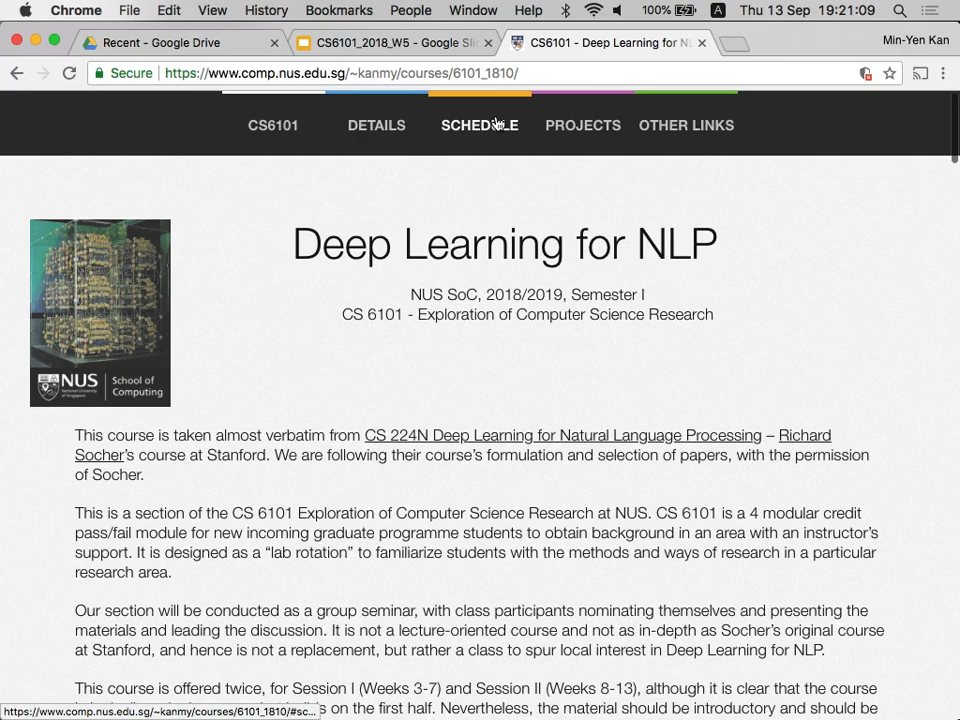 Chrome File Edit View History Bookmarks People Window Help 100% A Thu 13 Sep 19:21:09
Recent - Google Drive
CS6101_2018_W5 - Google Slic
CS6101 - Deep Learning for NL
Min-Yen Kan
Secure https://www.comp.nus.edu.sg/~kanmy/courses/6101_1810/
CS6101 DETAILS SCHEDULE PROJECTS OTHER LINKS
Deep Learning for NLP
NUS SoC, 2018/2019, Semester I
CS 6101 - Exploration of Computer Science Research
NUS
National University of Singapore
School of
Computing
This course is taken almost verbatim from CS 224N Deep Learning for Natural Language Processing – Richard
Socher’s course at Stanford. We are following their course’s formulation and selection of papers, with the permission
of Socher.
This is a section of the CS 6101 Exploration of Computer Science Research at NUS. CS 6101 is a 4 modular credit
pass/fail module for new incoming graduate programme students to obtain background in an area with an instructor’s
support. It is designed as a “lab rotation” to familiarize students with the methods and ways of research in a particular
research area.
Our section will be conducted as a group seminar, with class participants nominating themselves and presenting the
materials and leading the discussion. It is not a lecture-oriented course and not as in-depth as Socher’s original course
at Stanford, and hence is not a replacement, but rather a class to spur local interest in Deep Learning for NLP.
This course is offered twice, for Session I (Weeks 3-7) and Session II (Weeks 8-13), although it is clear that the course
s on the first half. Nevertheless, the material should be introductory and should be
https://www.comp.nus.edu.sg/~kanmy/courses/6101_1810/#sc...